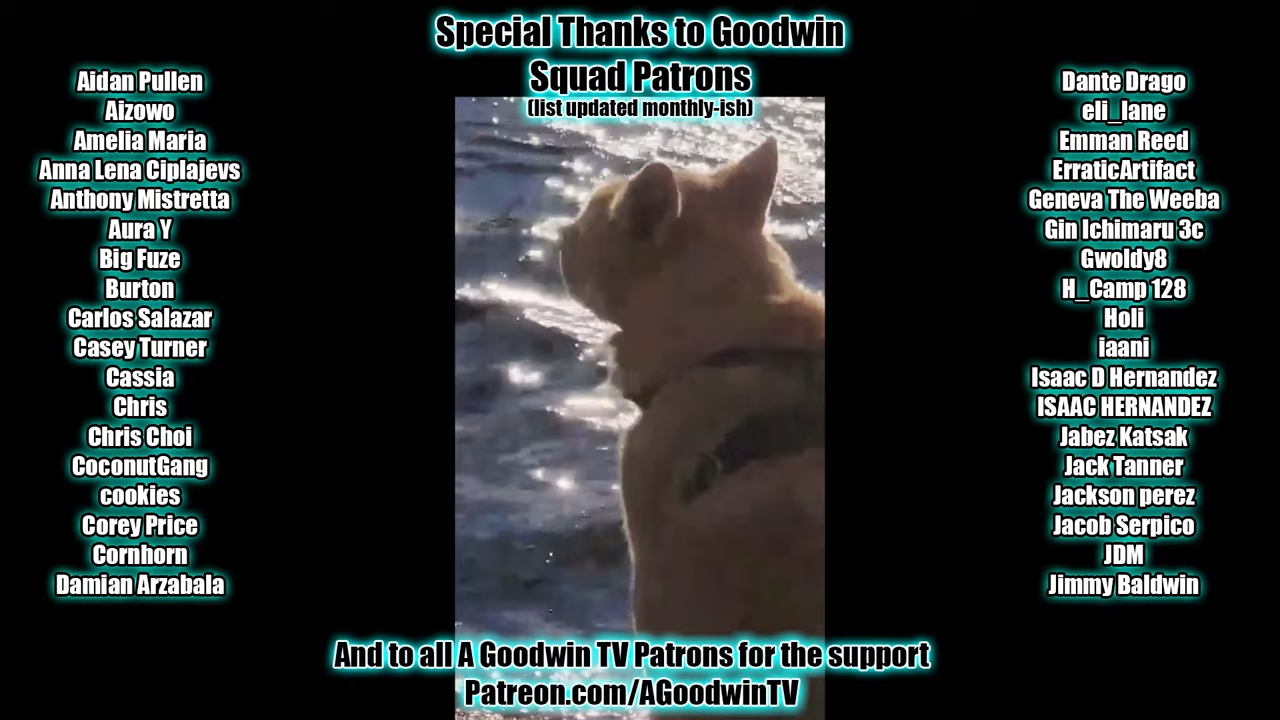 Special Thanks to Goodwin
Squad Patrons
(list updated monthly-ish)
Aidan Pullen
Aizowo
Amelia Maria
Anna Lena Ciplajevs
Anthony Mistretta
Aura Y
Big Fuze
Burton
Carlos Salazar
Casey Turner
Cassia
Chris
Chris Choi
CoconutGang
cookies
Corey Price
Cornhorn
Damian Arzabala
Dante Drago
eli_lane
Emman Reed
ErraticArtifact
Geneva The Weeba
Gin Ichimaru 3c
Gwoldy8
H_Camp 128
Holi
iaani
Isaac D Hernandez
ISAAC HERNANDEZ
Jabez Katsak
Jack Tanner
Jackson perez
Jacob Serpico
JDM
Jimmy Baldwin
And to all A Goodwin TV Patrons for the support
Patreon.com/AGoodwinTV